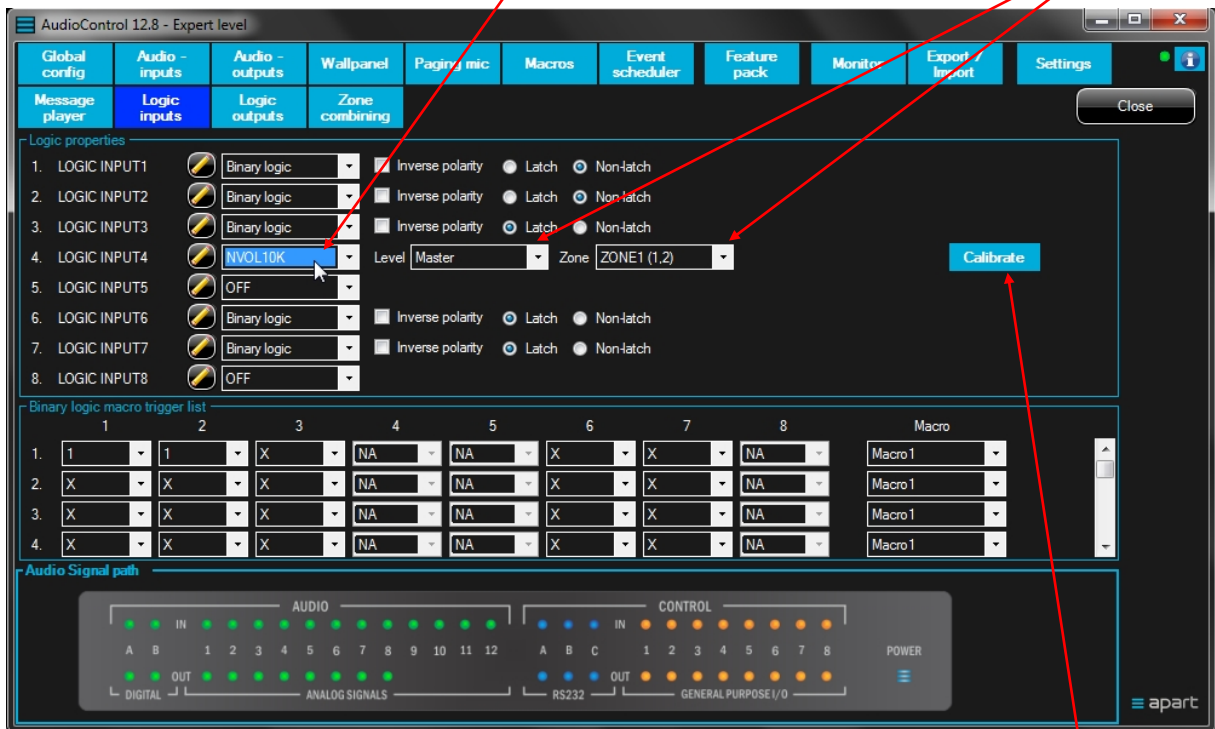 AudioControl 12.8 - Expert level
Global config Audio - inputs Audio - outputs Wallpanel Paging mic Macros Event scheduler Feature pack Monitor Export / Import Settings
Message player Logic inputs Logic outputs Zone combining Close
Logic properties
1. LOGIC INPUT1 Binary logic Inverse polarity Latch Non-latch
2. LOGIC INPUT2 Binary logic Inverse polarity Latch Non-latch
3. LOGIC INPUT3 Binary logic Inverse polarity Latch Non-latch
4. LOGIC INPUT4 NVOL10K Level Master Zone ZONE1 (1,2) Calibrate
5. LOGIC INPUT5 OFF
6. LOGIC INPUT6 Binary logic Inverse polarity Latch Non-latch
7. LOGIC INPUT7 Binary logic Inverse polarity Latch Non-latch
8. LOGIC INPUT8 OFF
Binary logic macro trigger list
1 2 3 4 5 6 7 8 Macro
1. 1 1 X NA NA X X NA Macro1
2. X X X NA NA X X NA Macro1
3. X X X NA NA X X NA Macro1
4. X X X NA NA X X NA Macro1
Audio Signal path
AUDIO CONTROL
IN IN
A B 1 2 3 4 5 6 7 8 9 10 11 12 A B C 1 2 3 4 5 6 7 8 POWER
OUT OUT
DIGITAL ANALOG SIGNALS RS232 GENERAL PURPOSE I/O
apart